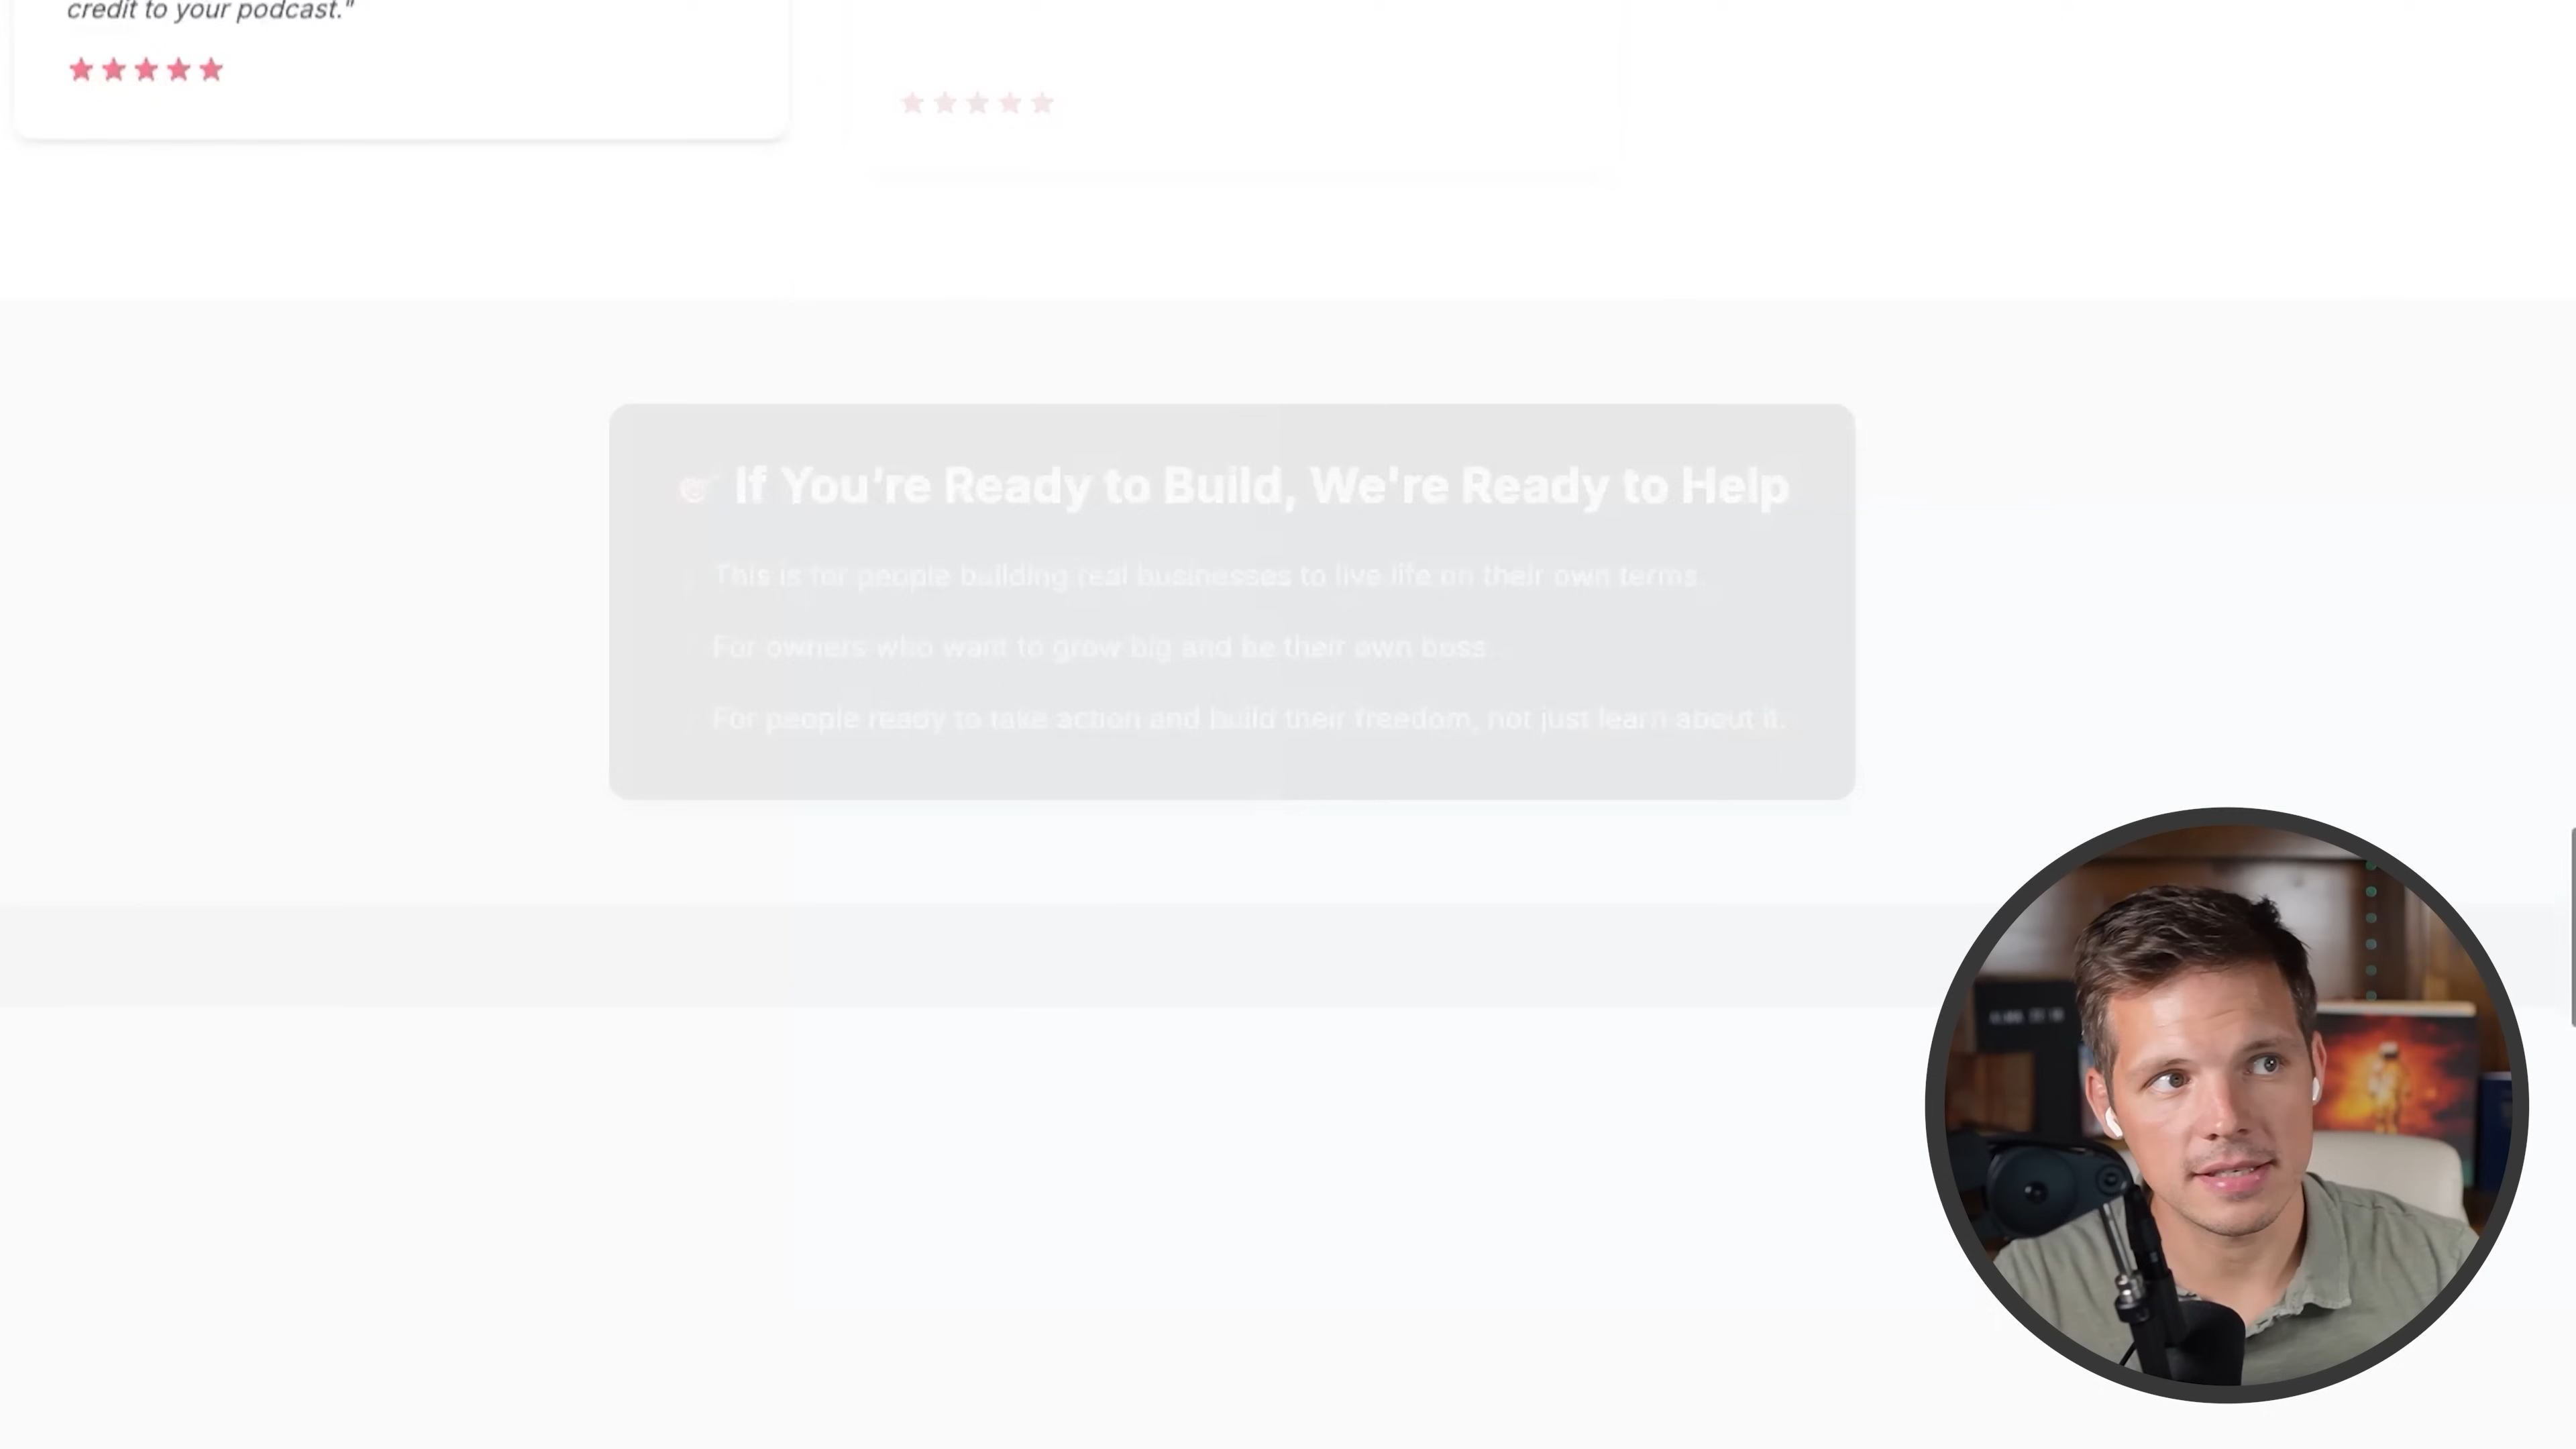 credit to your podcast."
If You're Ready to Build, We're Ready to Help
This is for people building real businesses to live life on their own terms.
For owners who want to grow big and be their own boss.
For people ready to take action and build their freedom, not just learn about it.